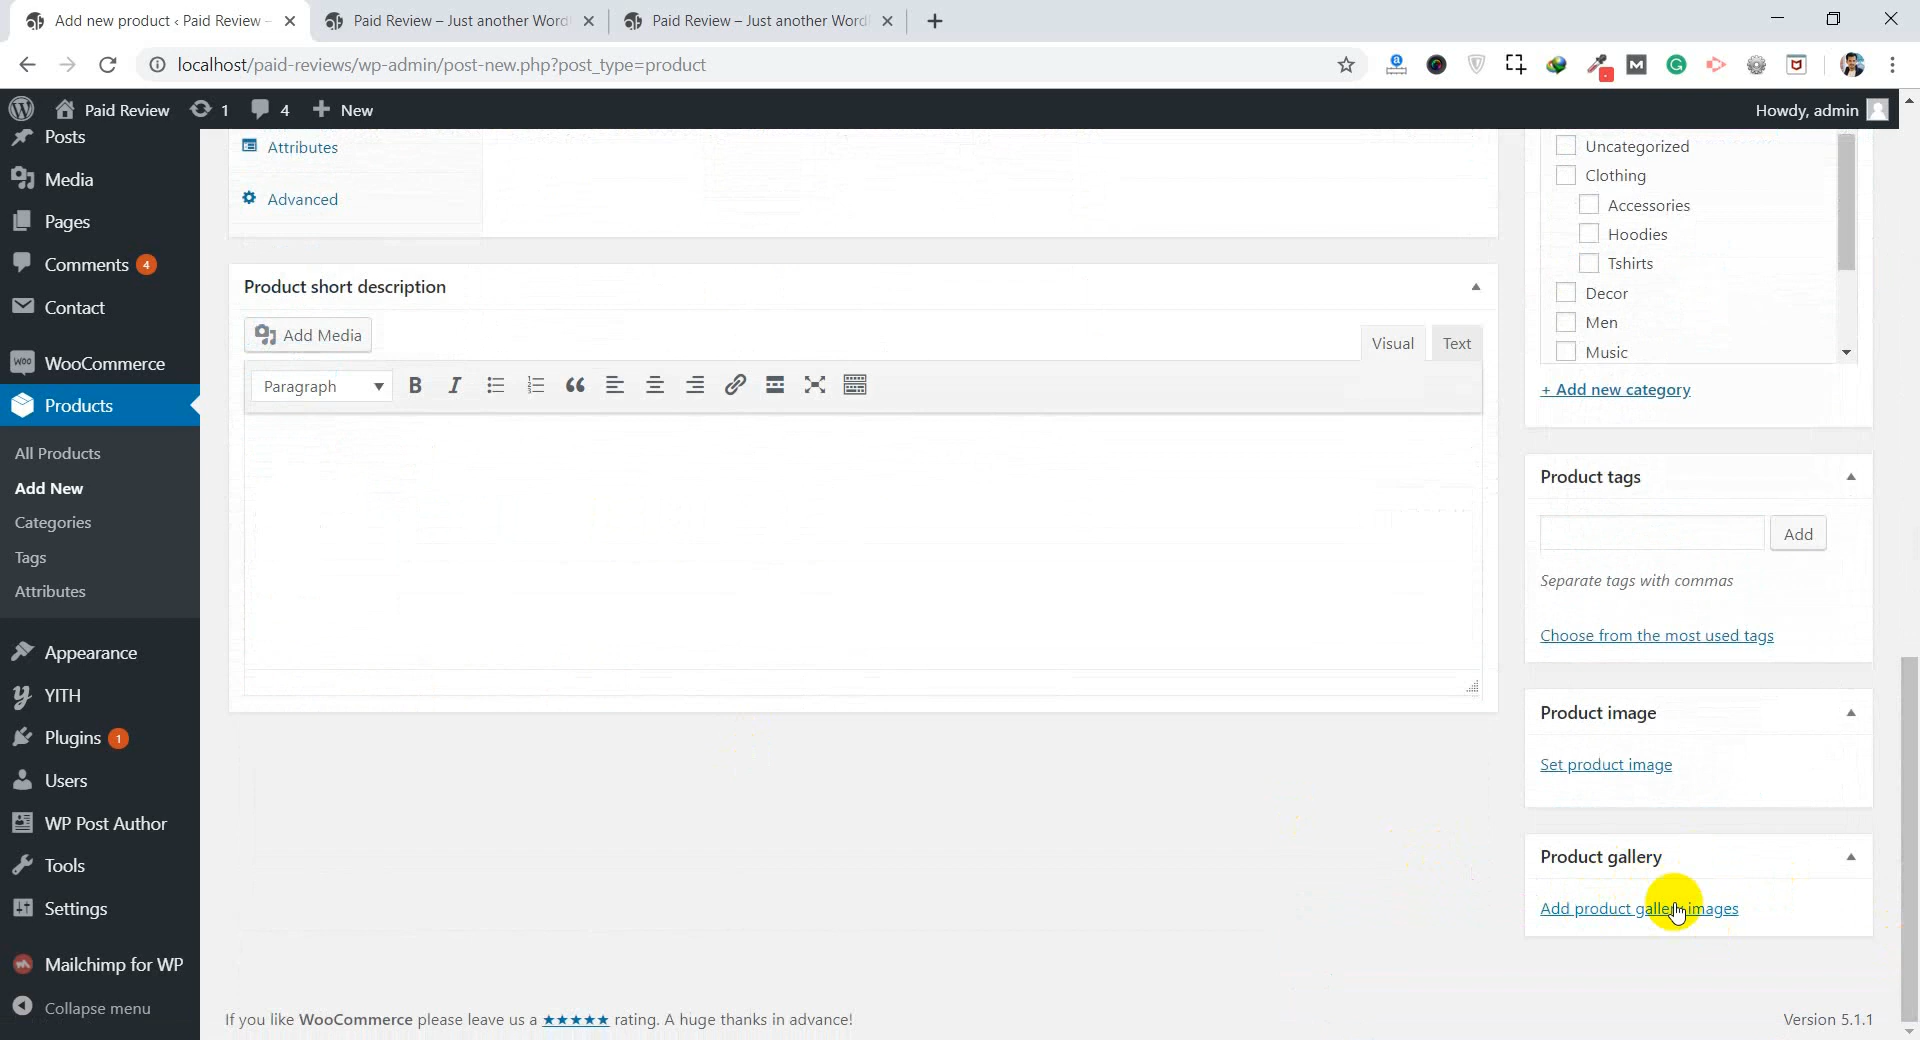 Add new product ‹ Paid Review –
Paid Review – Just another Word
Paid Review – Just another Word
localhost/paid-reviews/wp-admin/post-new.php?post_type=product
Paid Review
1
4
New
Howdy, admin
Posts
Media
Pages
Comments 4
Contact
WooCommerce
Products
All Products
Add New
Categories
Tags
Attributes
Appearance
YITH
Plugins 1
Users
WP Post Author
Tools
Settings
Mailchimp for WP
Collapse menu
Attributes
Advanced
Product short description
Add Media
Visual
Text
Paragraph
Uncategorized
Clothing
Accessories
Hoodies
Tshirts
Decor
Men
Music
+ Add new category
Product tags
Add
Separate tags with commas
Choose from the most used tags
Product image
Set product image
Product gallery
Add product gallery images
If you like WooCommerce please leave us a ★★★★★ rating. A huge thanks in advance!
Version 5.1.1